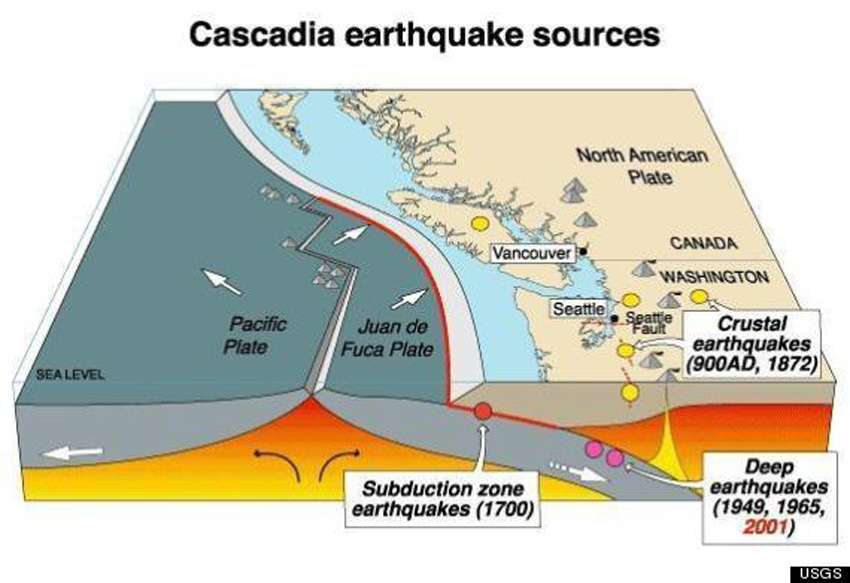 Cascadia earthquake sources
North American
Plate
Vancouver
CANADA
WASHINGTON
Seattle
Seattle
Fault
Crustal
earthquakes
(900AD, 1872)
Pacific
Plate
Juan de
Fuca Plate
SEA LEVEL
Subduction zone
earthquakes (1700)
Deep
earthquakes
(1949, 1965,
2001)
USGS